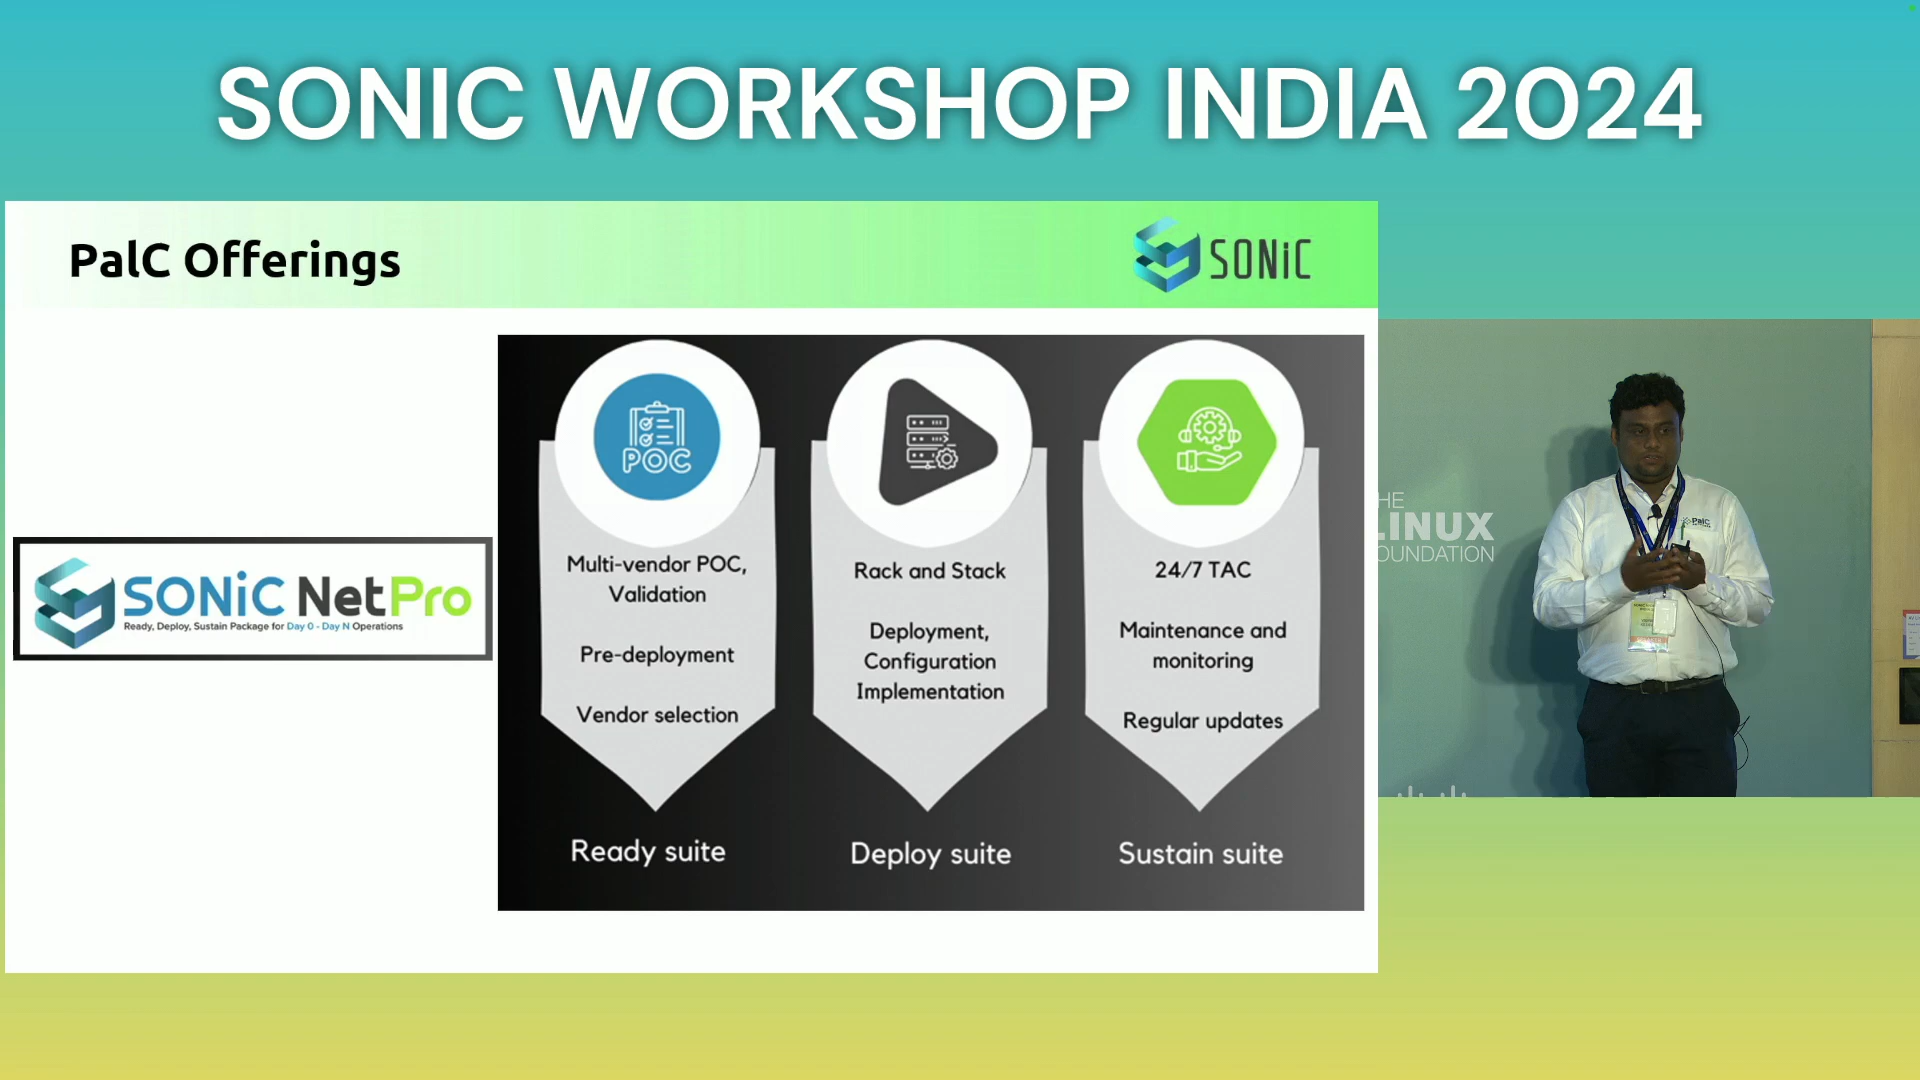 SONIC WORKSHOP INDIA 2024
PalC Offerings
SONiC
SONiC NetPro
Ready, Deploy, Sustain Package for Day 0 - Day N Operations
POC
Multi-vendor POC,
Validation
Pre-deployment
Vendor selection
Ready suite
Rack and Stack
Deployment,
Configuration
Implementation
Deploy suite
24/7 TAC
Maintenance and
monitoring
Regular updates
Sustain suite
HE
LINUX
OUNDATION
PalC